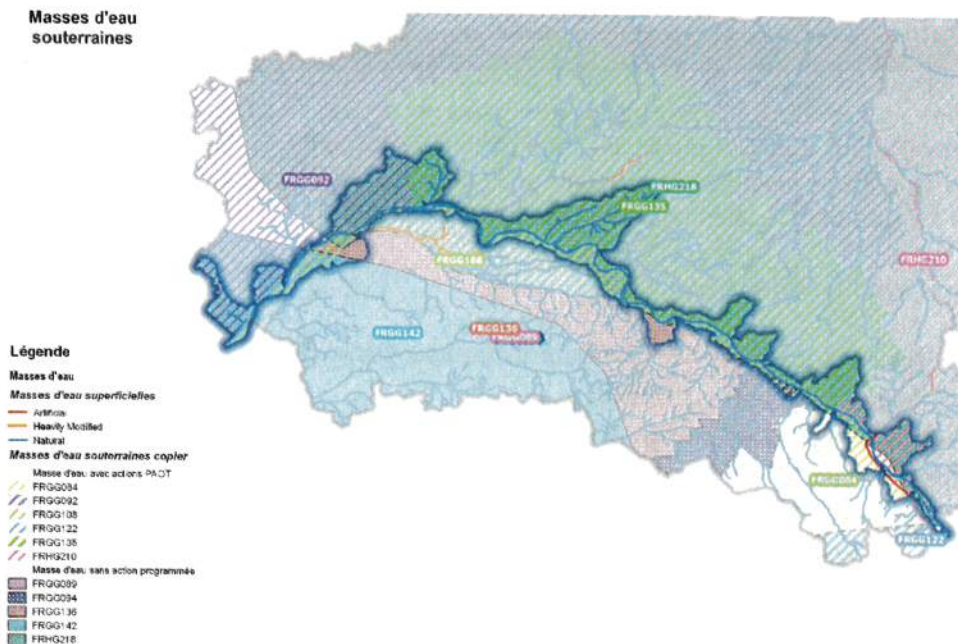 Masses d'eau
souterraines
FRGG092
FRHG218
FRGG135
FRHG210
FRGG108
FRGG142
FRGG136
FRGG089
FRGG084
FRGG122
Légende
Masses d'eau
Masses d'eau superficielles
Artificial
Heavily Modified
Natural
Masses d'eau souterraines copier
Masse d'eau avec actions PAOT
FRGG084
FRGG092
FRGG108
FRGG122
FRGG135
FRHG210
Masse d'eau sans action programmée
FRGG089
FRGG094
FRGG136
FRGG142
FRHG218